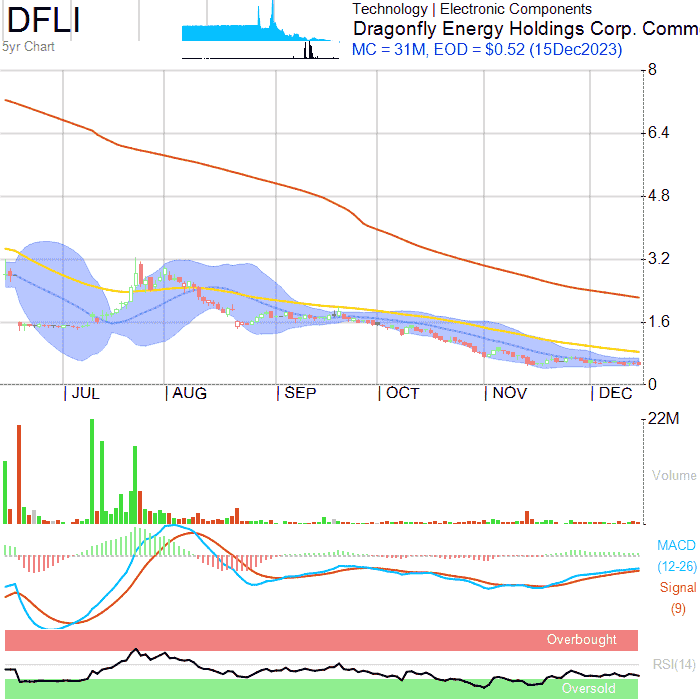 DFLI
5yr Chart
Technology | Electronic Components
Dragonfly Energy Holdings Corp. Comm
MC = 31M, EOD = $0.52 (15Dec2023)
8
6.4
4.8
3.2
1.6
0
JUL AUG SEP OCT NOV DEC
22M
Volume
MACD
(12-26)
Signal
(9)
Overbought
RSI(14)
Oversold